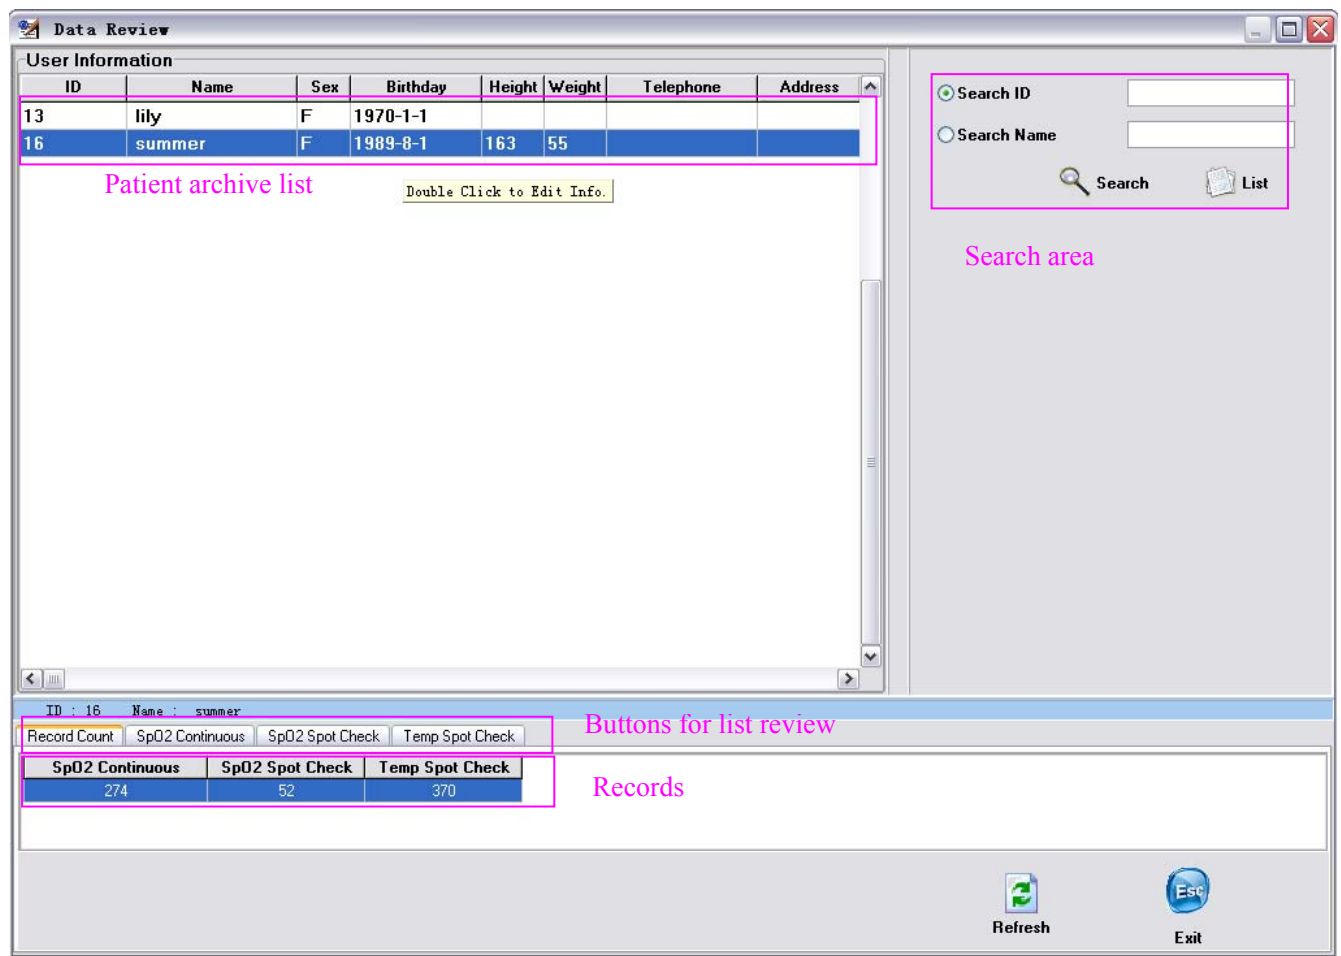 Data Review
User Information
ID Name Sex Birthday Height Weight Telephone Address
13 lily F 1970-1-1
16 summer F 1989-8-1 163 55
Patient archive list
Double Click to Edit Info.
Search ID
Search Name
Search List
Search area
ID : 16 Name : summer
Record Count SpO2 Continuous SpO2 Spot Check Temp Spot Check
Buttons for list review
SpO2 Continuous SpO2 Spot Check Temp Spot Check
274 52 370
Records
Esc
Refresh
Exit